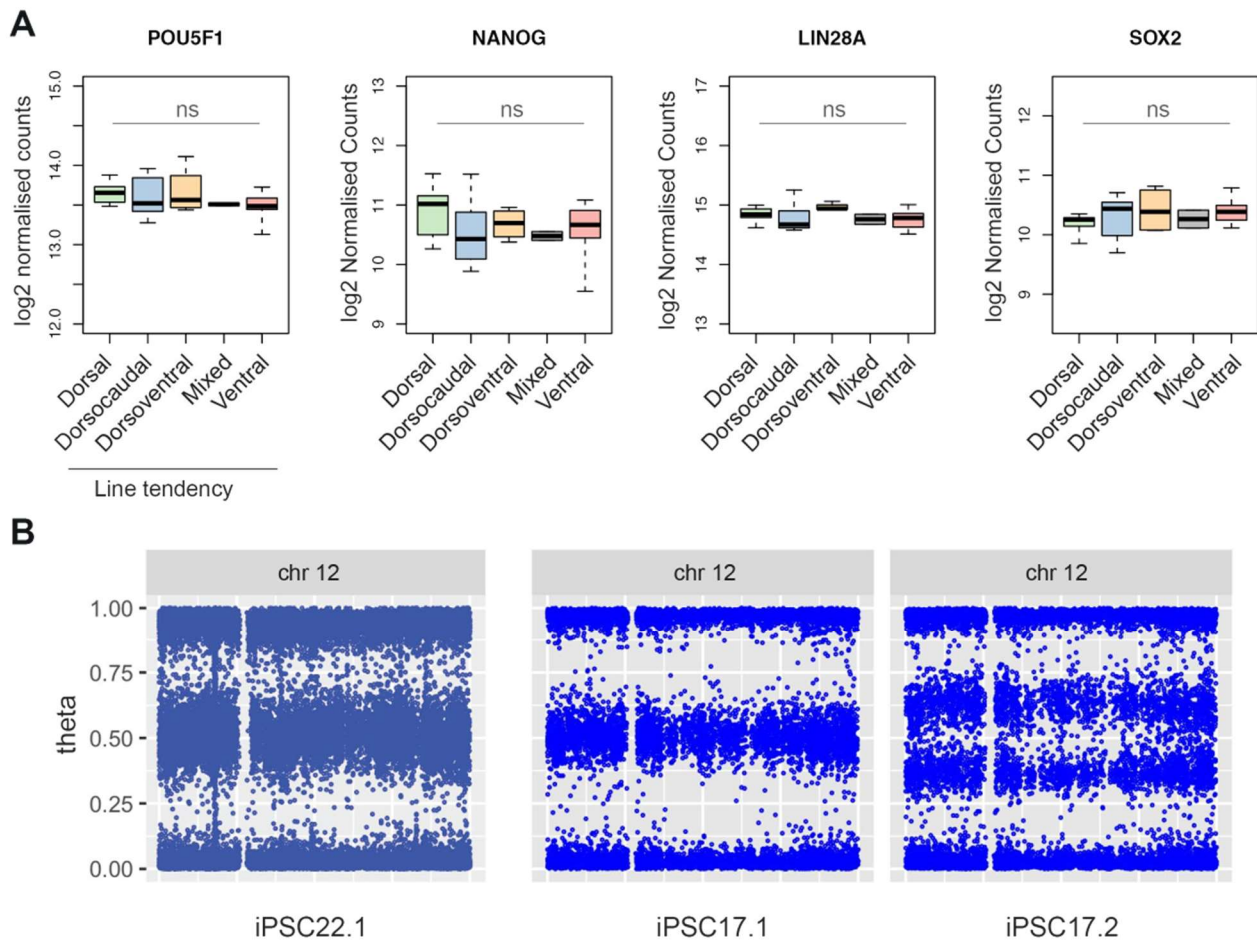 A
POU5F1
NANOG
LIN28A
SOX2
log2 normalised counts
15.0
14.0
13.0
12.0
ns
Dorsal
Dorsocaudal
Dorsoventral
Mixed
Ventral
Line tendency
log2 Normalised Counts
13
12
11
10
9
ns
Dorsal
Dorsocaudal
Dorsoventral
Mixed
Ventral
log2 Normalised Counts
17
16
15
14
13
ns
Dorsal
Dorsocaudal
Dorsoventral
Mixed
Ventral
log2 Normalised Counts
12
11
10
9
ns
Dorsal
Dorsocaudal
Dorsoventral
Mixed
Ventral
B
chr 12
chr 12
chr 12
theta
1.00
0.75
0.50
0.25
0.00
iPSC22.1
iPSC17.1
iPSC17.2